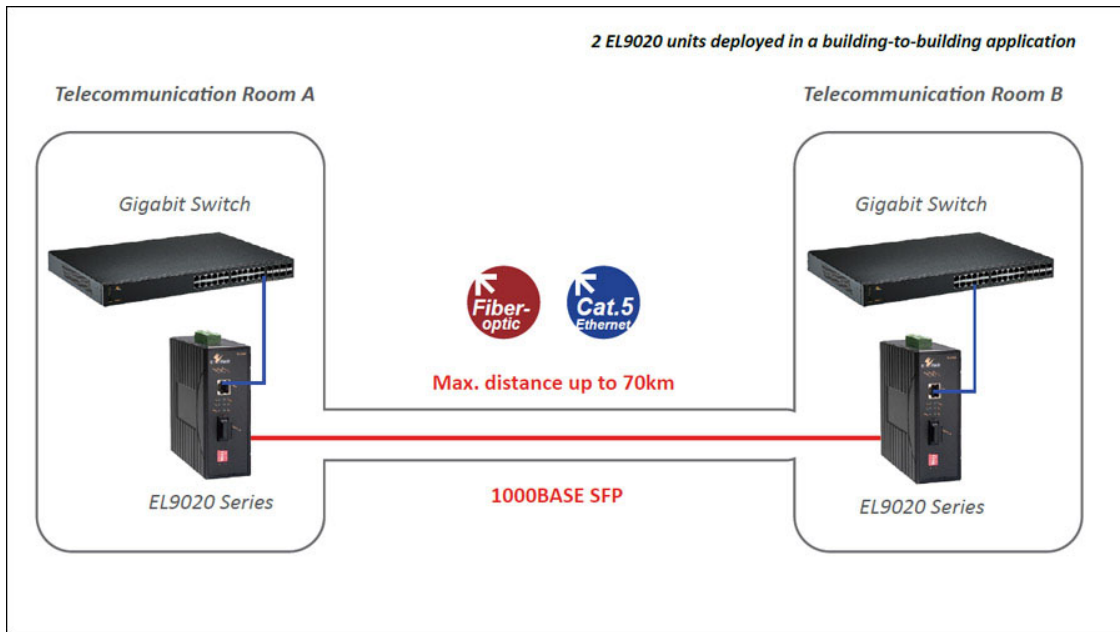 2 EL9020 units deployed in a building-to-building application
Telecommunication Room A
Telecommunication Room B
Gigabit Switch
Gigabit Switch
Fiber-
optic
Cat.5
Ethernet
Max. distance up to 70km
1000BASE SFP
EL9020 Series
EL9020 Series